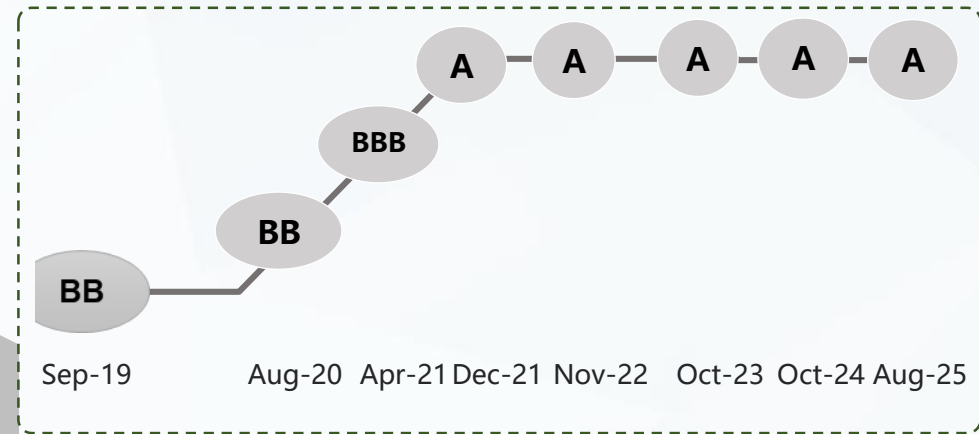 A A A A A
BBB
BB
BB
Sep-19 Aug-20 Apr-21 Dec-21 Nov-22 Oct-23 Oct-24 Aug-25